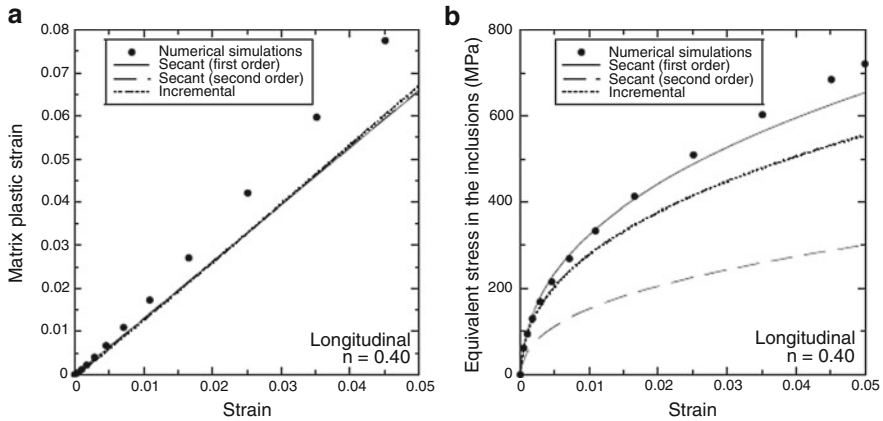 a
0.08
0.07
0.06
0.05
0.04
0.03
0.02
0.01
0
Matrix plastic strain
Numerical simulations
Secant (first order)
Secant (second order)
Incremental
Longitudinal
n = 0.40
0
0.01
0.02
0.03
0.04
0.05
Strain
b
800
600
400
200
0
Equivalent stress in the inclusions (MPa)
Numerical simulations
Secant (first order)
Secant (second order)
Incremental
Longitudinal
n = 0.40
0
0.01
0.02
0.03
0.04
0.05
Strain